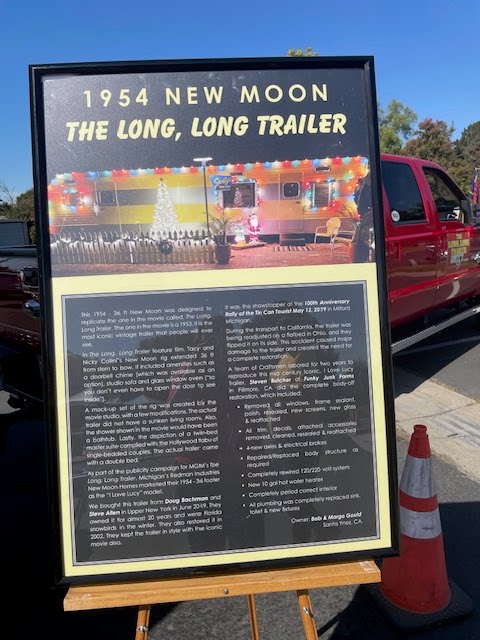 1954 NEW MOON
THE LONG, LONG TRAILER
This 1954 - 36 ft New Moon was designed to
replicate the one in the movie called, The Long,
Long Trailer. The one in the movie is a 1953. It is the
most iconic vintage trailer that people will ever
see.
In The Long, Long Trailer feature film, Tacy and
Nicky Collini's New Moon rig extended 36 ft
from stern to bow. It included amenities such as
a doorbell chime (which was available as an
option), studio sofa and glass window oven ("so
you don't even have to open the door to see
inside").
A mock-up set of the rig was created by the
movie studio, with a few modifications. The actual
trailer did not have a sunken living room. Also,
the shower shown in the movie would have been
a bathtub. Lastly, the depiction of a twin-bed
master suite complied with the Hollywood taboo of
single-bedded couples. The actual trailer came
with a double bed.
As part of the publicity campaign for MGM's The
Long, Long Trailer, Michigan's Redman Industries
New Moon Homes marketed their 1954 - 36 footer
as the "I Love Lucy" model.
We bought this trailer from Doug Bachman and
Steve Allen in Upper New York in June 2019. They
owned it for almost 20 years and were Florida
snowbirds in the winter. They also restored it in
2002. They kept the trailer in style with the iconic
movie also.
It was the showstopper at the 100th Anniversary
Rally of the Tin Can Tourist May 13, 2019 in Milford
Michigan.
During the transport to California, the trailer was
being readjusted on a flatbed in Ohio, and they
flipped it on its side. This accident caused major
damage to the trailer and created the need for
a complete restoration.
A team of Craftsmen labored for two years to
reproduce this mid century iconic, I Love Lucy
trailer. Steven Butcher of Funky Junk Farms
in Fillmore, CA did the complete body-off
restoration, which included:
• Removed all windows, frame sealant,
polish, resealed, new screens, new glass
& reattached
• All trim, decals, attached accessories
removed, cleaned, resealed & reattached
• 4-new axles & electrical brakes
• Repaired/Replaced body structure as
required
• Completely rewired 120/220 volt system
• New 10 gal hot water heater
• Completely period correct interior
• All plumbing was completely replaced sink,
toilet & new fixtures
Owner: Bob & Margo Gould
Santa Ynez, CA.
THE LONG, LONG